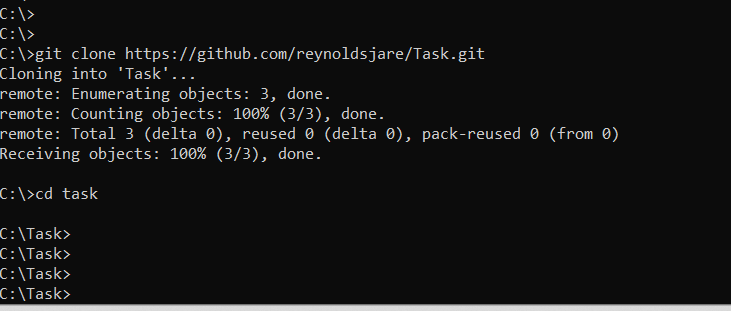 C:\>
C:\>
C:\>git clone https://github.com/reynoldsjare/Task.git
Cloning into 'Task'...
remote: Enumerating objects: 3, done.
remote: Counting objects: 100% (3/3), done.
remote: Total 3 (delta 0), reused 0 (delta 0), pack-reused 0 (from 0)
Receiving objects: 100% (3/3), done.
C:\>cd task
C:\Task>
C:\Task>
C:\Task>
C:\Task>